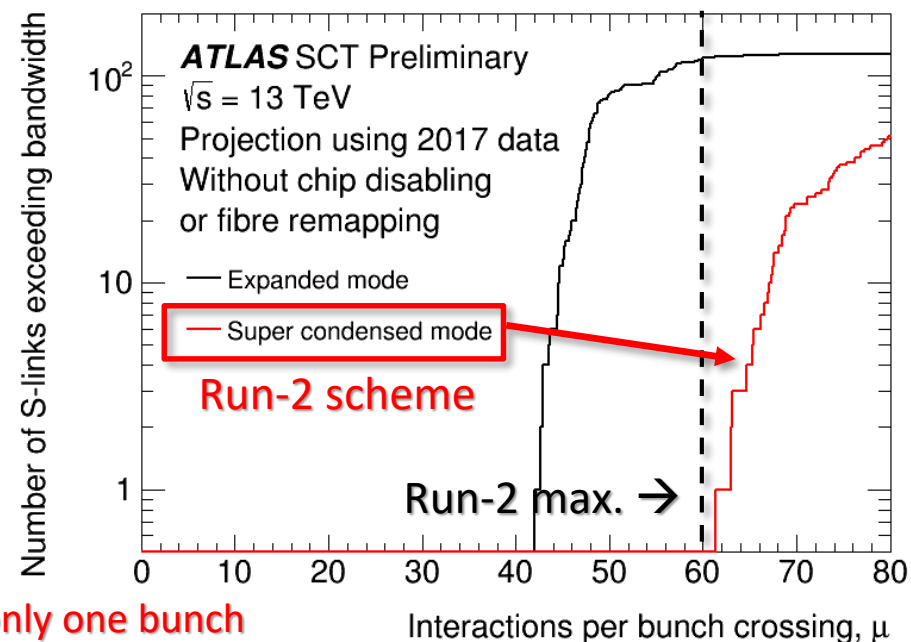 Number of S-links exceeding bandwidth
10²
10
1
ATLAS SCT Preliminary
√s = 13 TeV
Projection using 2017 data
Without chip disabling
or fibre remapping
Expanded mode
Super condensed mode
Run-2 scheme
Run-2 max. →
0 10 20 30 40 50 60 70 80
only one bunch
Interactions per bunch crossing, μ